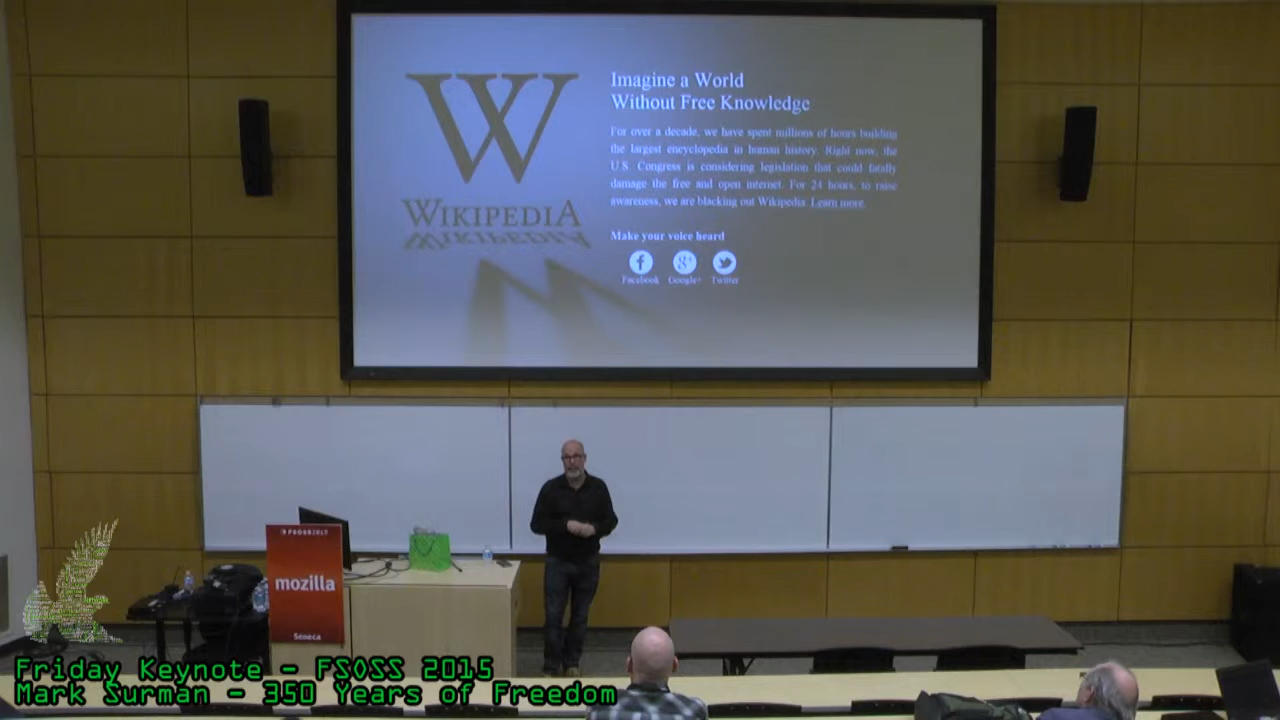 Imagine a World
Without Free Knowledge
For over a decade, we have spent millions of hours building
the largest encyclopedia in human history. Right now, the
U.S. Congress is considering legislation that could fatally
damage the free and open internet. For 24 hours, to raise
awareness, we are blacking out Wikipedia. Learn more.
WIKIPEDIA
Make your voice heard
Facebook Google+ Twitter
mozilla
Seneca
Friday Keynote - FSOSS 2015
Mark Surman - 350 Years of Freedom